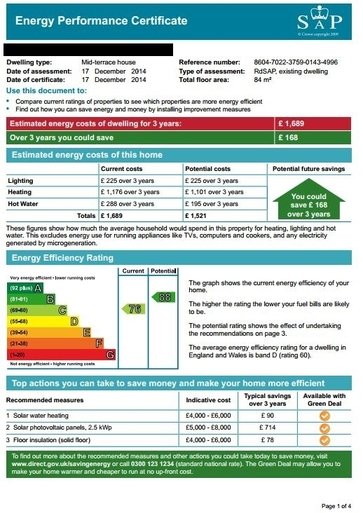 Energy Performance Certificate
SAP
© Crown copyright 2009
Dwelling type: Mid-terrace house Reference number: 8604-7022-3759-0143-4996
Date of assessment: 17 December 2014 Type of assessment: RdSAP, existing dwelling
Date of certificate: 17 December 2014 Total floor area: 84 m²
Use this document to:
• Compare current ratings of properties to see which properties are more energy efficient
• Find out how you can save energy and money by installing improvement measures
Estimated energy costs of dwelling for 3 years: £ 1,689
Over 3 years you could save £ 168
Estimated energy costs of this home
Current costs Potential costs Potential future savings
Lighting £ 225 over 3 years £ 225 over 3 years
Heating £ 1,176 over 3 years £ 1,101 over 3 years
Hot Water £ 288 over 3 years £ 195 over 3 years
Totals £ 1,689 £ 1,521
You could
save £ 168
over 3 years
These figures show how much the average household would spend in this property for heating, lighting and hot
water. This excludes energy use for running appliances like TVs, computers and cookers, and any electricity
generated by microgeneration.
Energy Efficiency Rating
Current Potential
Very energy efficient - lower running costs
(92 plus) A
(81-91) B
(69-80) C
(55-68) D
(39-54) E
(21-38) F
(1-20) G
Not energy efficient - higher running costs
76
88
The graph shows the current energy efficiency of your
home.
The higher the rating the lower your fuel bills are likely
to be.
The potential rating shows the effect of undertaking
the recommendations on page 3.
The average energy efficiency rating for a dwelling in
England and Wales is band D (rating 60).
Top actions you can take to save money and make your home more efficient
Recommended measures Indicative cost Typical savings over 3 years Available with Green Deal
1 Solar water heating £4,000 - £6,000 £ 90
2 Solar photovoltaic panels, 2.5 kWp £5,000 - £8,000 £ 714
3 Floor insulation (solid floor) £4,000 - £6,000 £ 78
To find out more about the recommended measures and other actions you could take today to save money, visit
www.direct.gov.uk/savingenergy or call 0300 123 1234 (standard national rate). The Green Deal may allow you to
make your home warmer and cheaper to run at no up-front cost.
Page 1 of 4